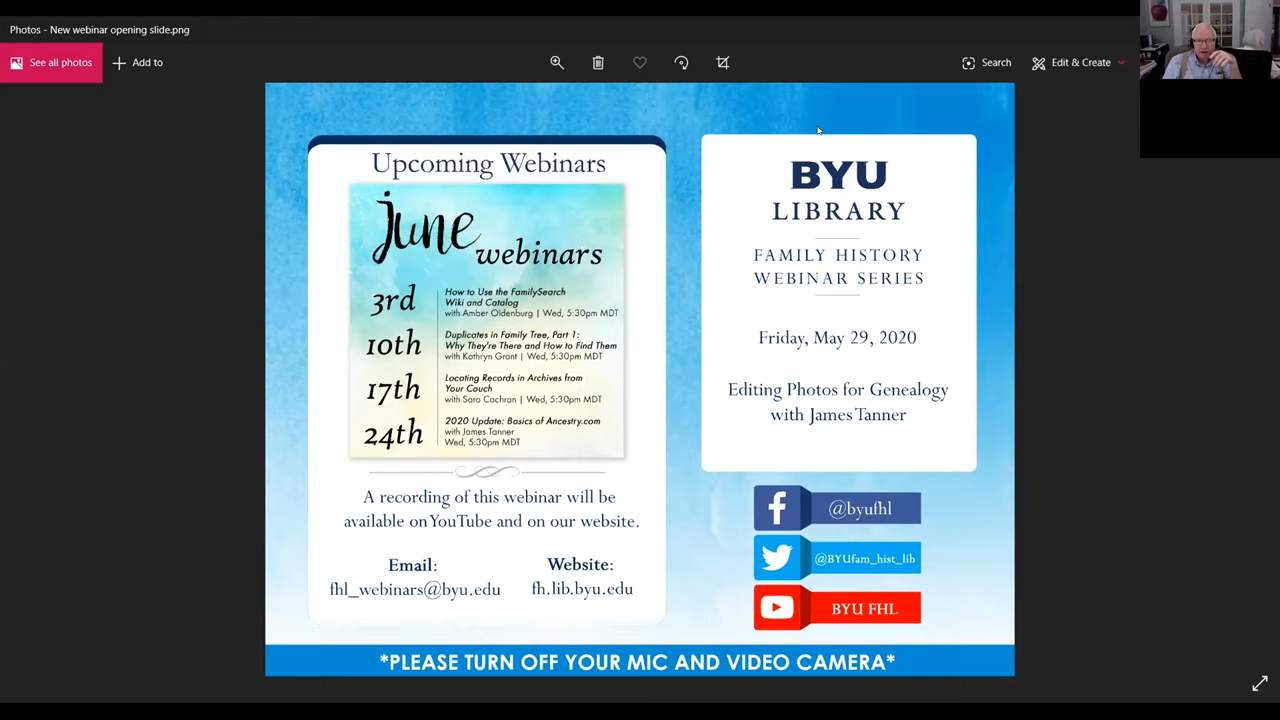 Photos - New webinar opening slide.png
See all photos
Add to
Search
Edit & Create
Upcoming Webinars
june
webinars
3rd
How to Use the FamilySearch
Wiki and Catalog
with Amber Oldenburg | Wed, 5:30pm MDT
10th
Duplicates in Family Tree, Part 1:
Why They're There and How to Find Them
with Kathryn Grant | Wed, 5:30pm MDT
17th
Locating Records in Archives from
Your Couch
with Sara Cochran | Wed, 5:30pm MDT
24th
2020 Update: Basics of Ancestry.com
with James Tanner
Wed, 5:30pm MDT
A recording of this webinar will be
available on YouTube and on our website.
Email:
fhl_webinars@byu.edu
Website:
fh.lib.byu.edu
BYU
LIBRARY
FAMILY HISTORY
WEBINAR SERIES
Friday, May 29, 2020
Editing Photos for Genealogy
with James Tanner
@byufhl
@BYUfam_hist_lib
BYU FHL
*PLEASE TURN OFF YOUR MIC AND VIDEO CAMERA*